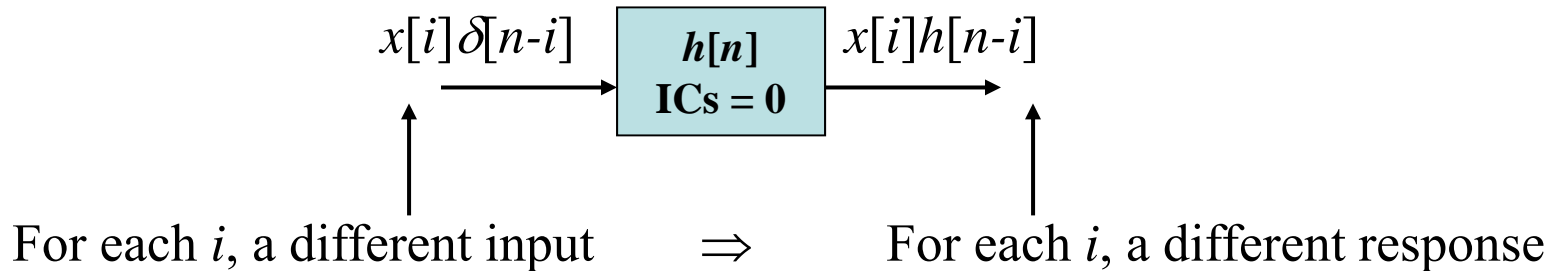 x[i]δ[n-i]
h[n]
ICs = 0
x[i]h[n-i]
For each i, a different input ⇒ For each i, a different response